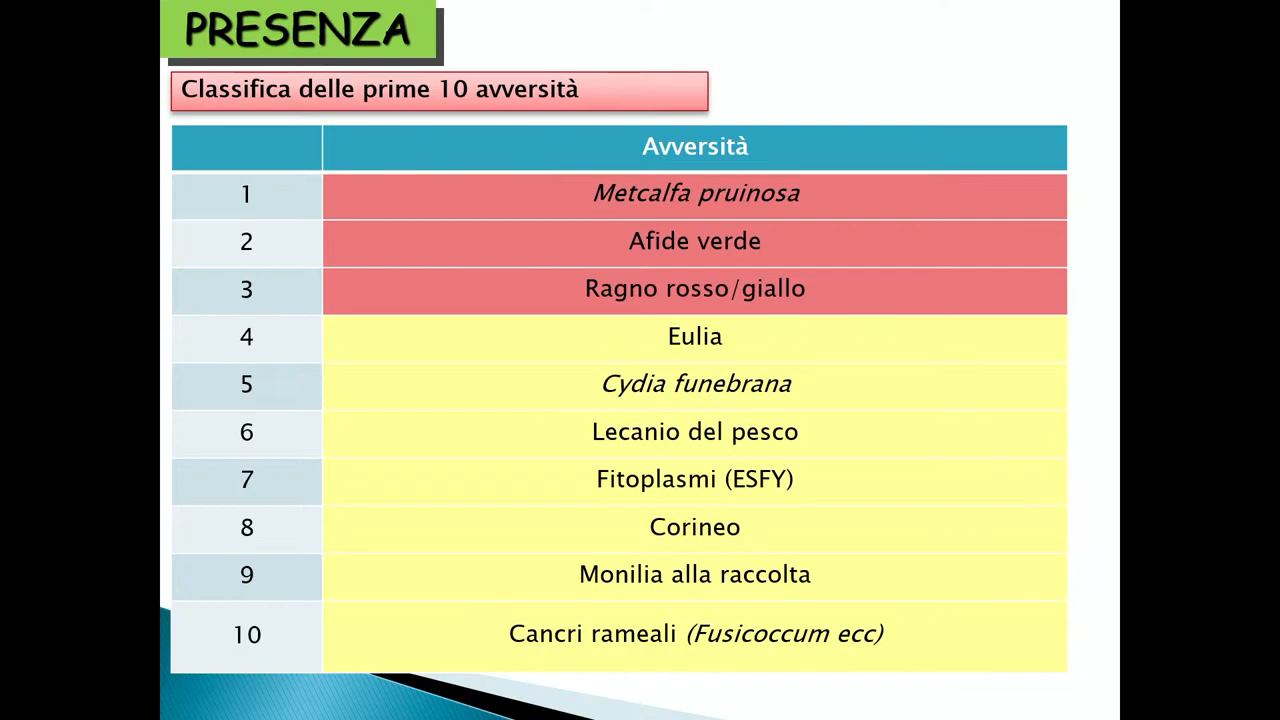 PRESENZA
Classifica delle prime 10 avversità
Avversità
1 Metcalfa pruinosa
2 Afide verde
3 Ragno rosso/giallo
4 Eulia
5 Cydia funebrana
6 Lecanio del pesco
7 Fitoplasmi (ESFY)
8 Corineo
9 Monilia alla raccolta
10 Cancri rameali (Fusicoccum ecc)